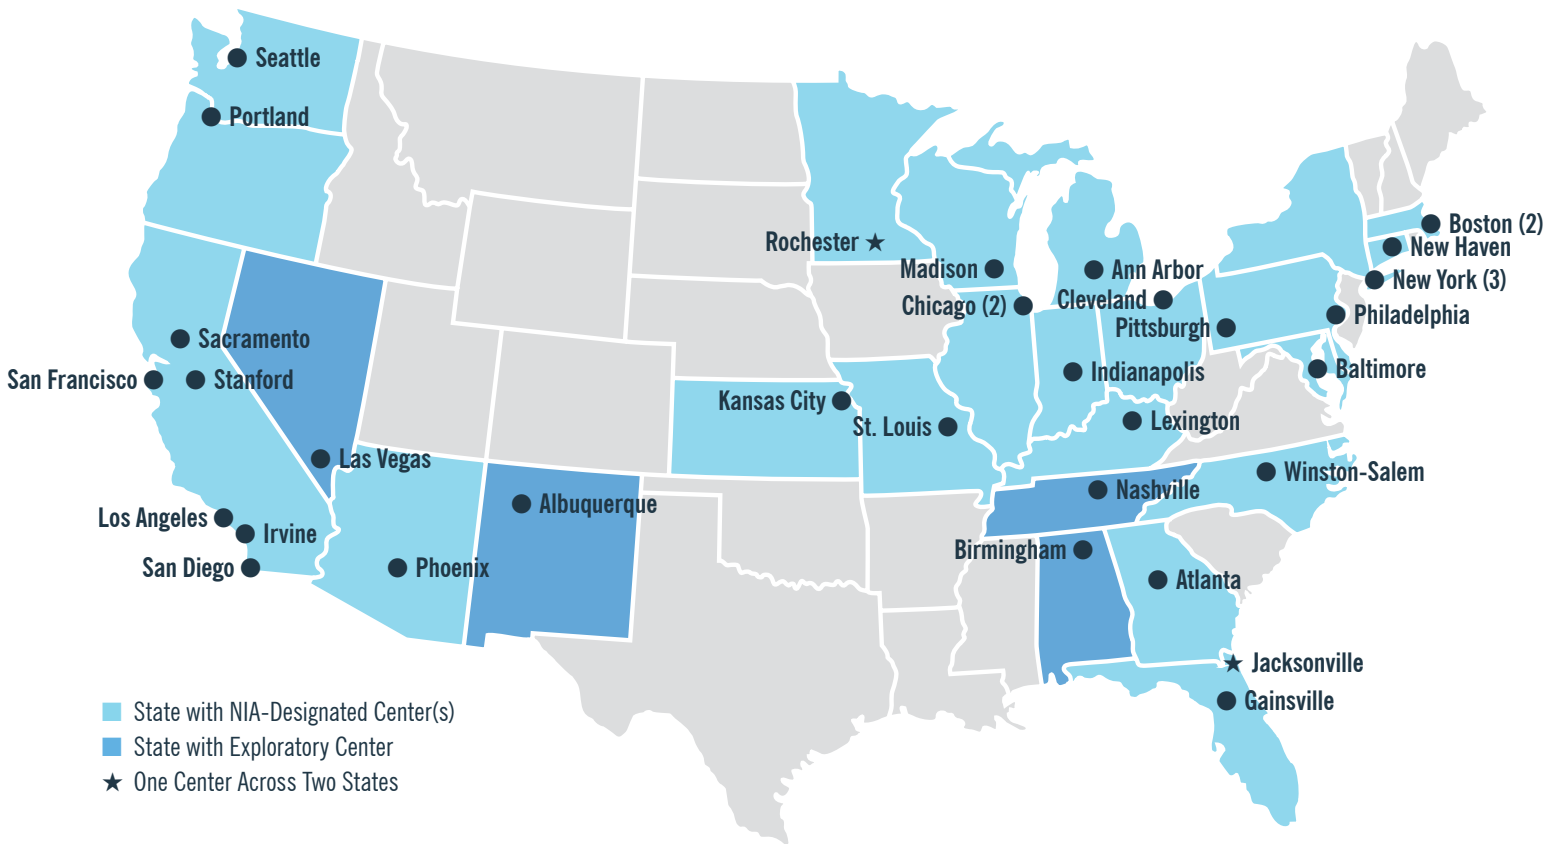 Seattle
Portland
Boston (2)
Rochester ★
New Haven
Madison
Ann Arbor
New York (3)
Chicago (2)
Cleveland
Philadelphia
Pittsburgh
Sacramento
Baltimore
Indianapolis
San Francisco
Stanford
Kansas City
Lexington
St. Louis
Las Vegas
Winston-Salem
Nashville
Albuquerque
Los Angeles
Irvine
Birmingham
San Diego
Phoenix
Atlanta
★ Jacksonville
Gainsville
State with NIA-Designated Center(s)
State with Exploratory Center
★ One Center Across Two States